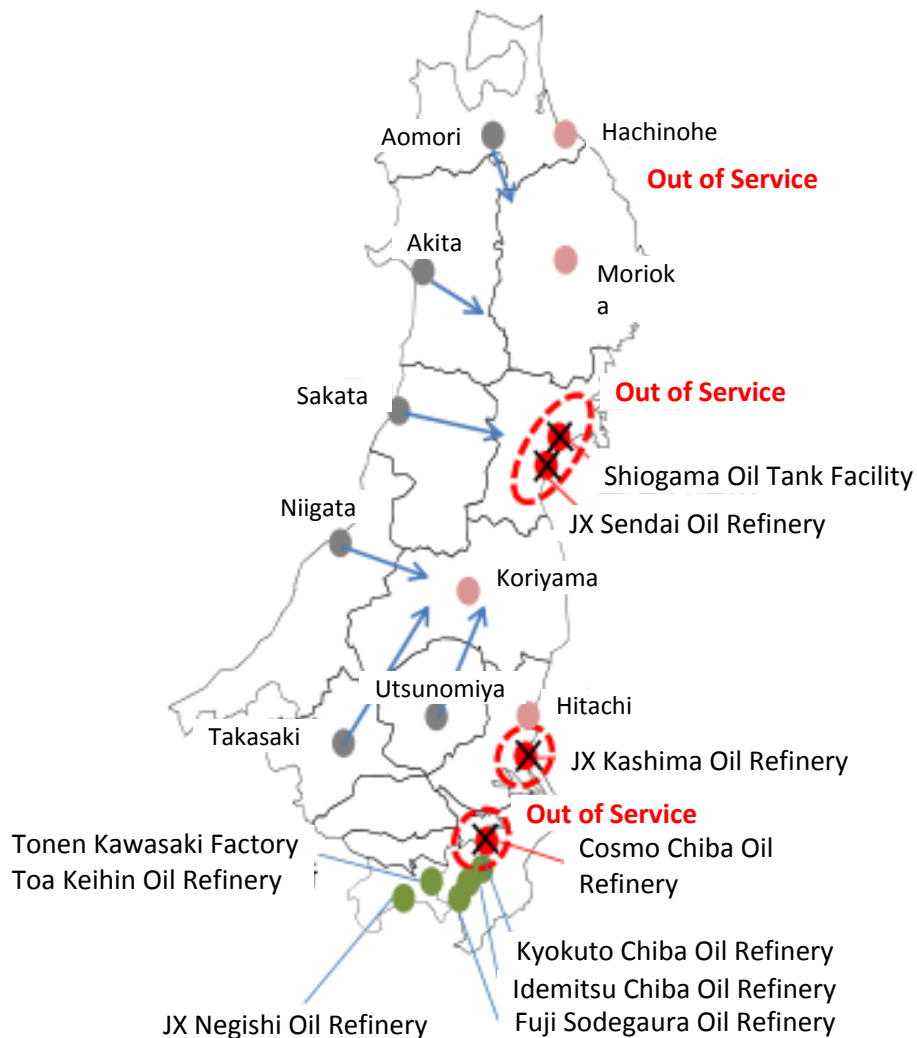 Aomori
Hachinohe
Out of Service
Akita
Moriok
a
Out of Service
Sakata
Shiogama Oil Tank Facility
Niigata
JX Sendai Oil Refinery
Koriyama
Utsunomiya
Hitachi
Takasaki
JX Kashima Oil Refinery
Out of Service
Tonen Kawasaki Factory
Toa Keihin Oil Refinery
Cosmo Chiba Oil
Refinery
Kyokuto Chiba Oil Refinery
Idemitsu Chiba Oil Refinery
Fuji Sodegaura Oil Refinery
JX Negishi Oil Refinery